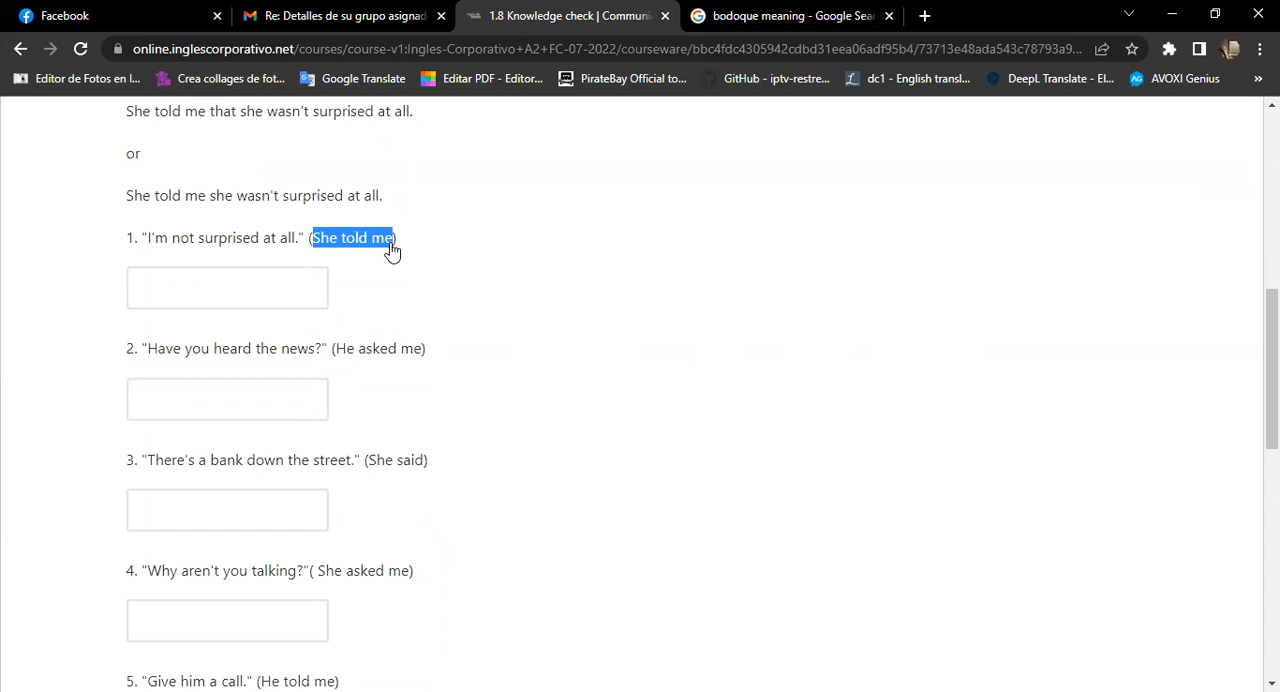 Facebook
Re: Detalles de su grupo asignad
1.8 Knowledge check | Communi
bodoque meaning - Google Sear
online.inglescorporativo.net/courses/course-v1:Ingles-Corporativo+A2+FC-07-2022/courseware/bbc4fdc4305942cdbd31eea06adf95b4/73713e48ada543c78793a9...
Editor de Fotos en l...
Crea collages de fot...
Google Translate
Editar PDF - Editor...
PirateBay Official to...
GitHub - iptv-restre...
dc1 - English transl...
DeepL Translate - El...
AVOXI Genius
She told me that she wasn't surprised at all.
or
She told me she wasn't surprised at all.
1. "I'm not surprised at all." (She told me)
2. "Have you heard the news?" (He asked me)
3. "There's a bank down the street." (She said)
4. "Why aren't you talking?"( She asked me)
5. "Give him a call." (He told me)